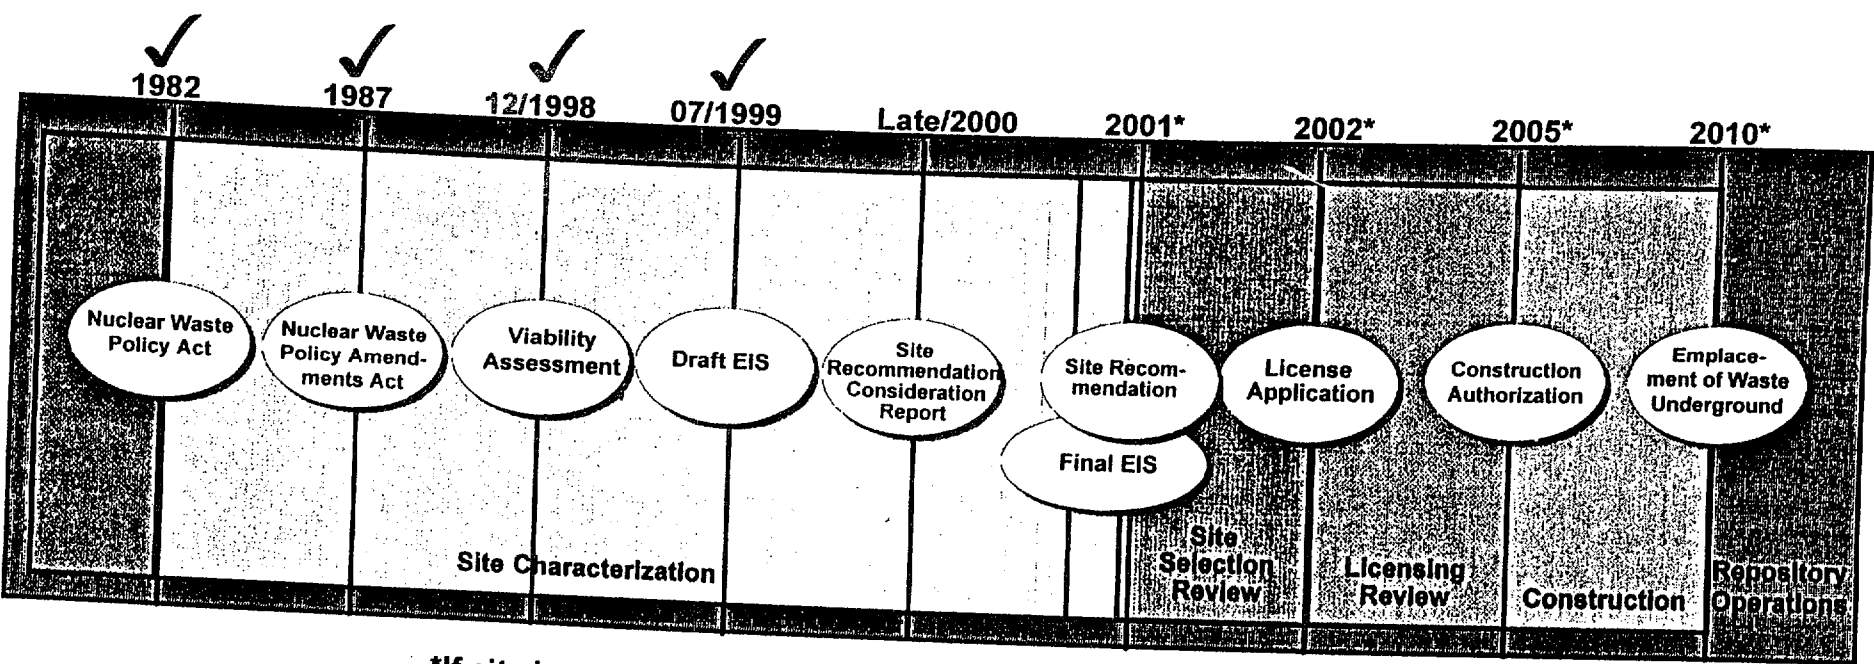 ✓ ✓ ✓ ✓
1982
1987
12/1998
07/1999
Late/2000
2001*
2002*
2005*
2010*
Nuclear Waste
Policy Act
Nuclear Waste
Policy Amend-
ments Act
Viability
Assessment
Draft EIS
Site
Recommendation
Consideration
Report
Site Recom-
mendation
Final EIS
License
Application
Construction
Authorization
Emplace-
ment of Waste
Underground
Site Characterization
Site
Selection
Review
Licensing
Review
Construction
Repository
Operations